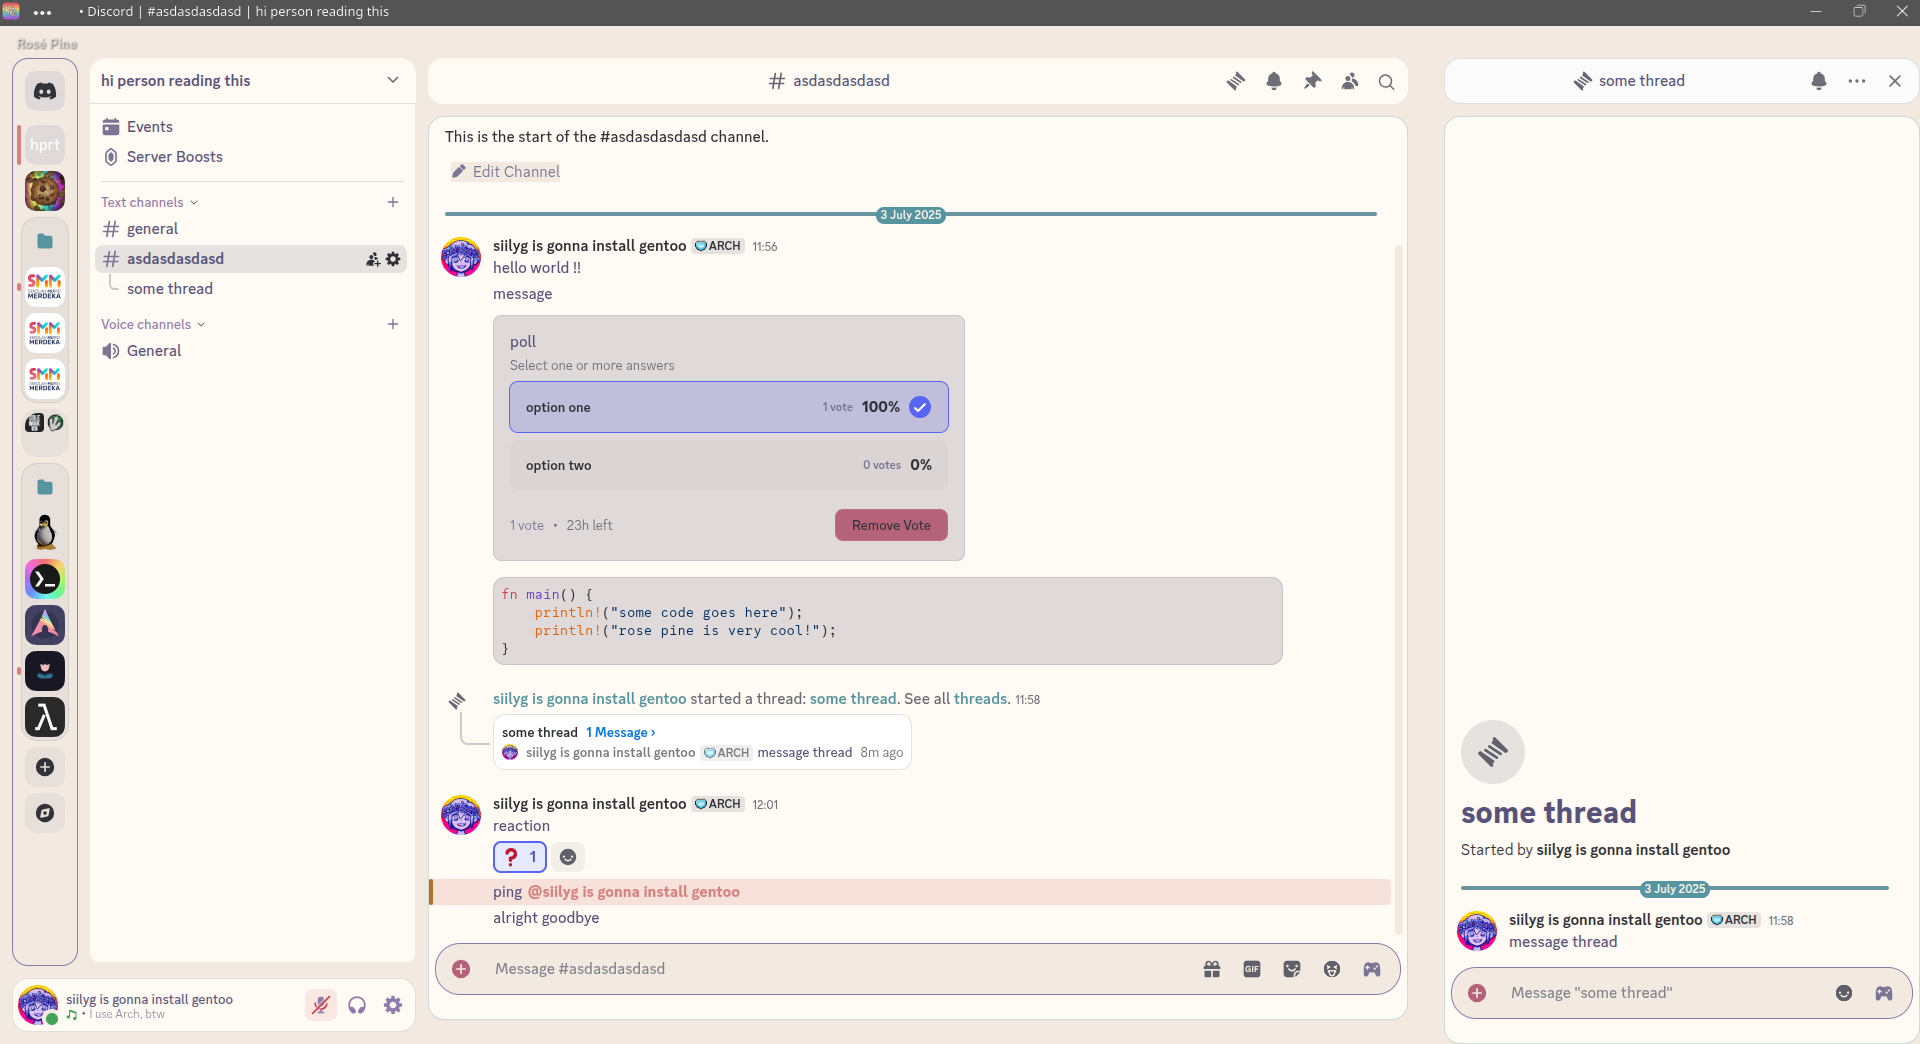 • Discord | #asdasdasdasd | hi person reading this
Rosé Pine
hi person reading this
hprt
Events
Server Boosts
Text channels
general
asdasdasdasd
some thread
Voice channels
General
SMM
SEKOLAH MURID
MERDEKA
SMM
SEKOLAH MURID
MERDEKA
SMM
SEKOLAH MURID
MERDEKA
siilyg is gonna install gentoo
• I use Arch, btw
asdasdasdasd
This is the start of the #asdasdasdasd channel.
Edit Channel
3 July 2025
siilyg is gonna install gentoo ARCH 11:56
hello world !!
message
poll
Select one or more answers
option one 1 vote 100%
option two 0 votes 0%
1 vote • 23h left Remove Vote
fn main() {
println!("some code goes here");
println!("rose pine is very cool!");
}
siilyg is gonna install gentoo started a thread: some thread. See all threads. 11:58
some thread 1 Message ›
siilyg is gonna install gentoo ARCH message thread 8m ago
siilyg is gonna install gentoo ARCH 12:01
reaction
❓ 1
ping @siilyg is gonna install gentoo
alright goodbye
Message #asdasdasdasd GIF
some thread
some thread
Started by siilyg is gonna install gentoo
3 July 2025
siilyg is gonna install gentoo ARCH 11:58
message thread
Message "some thread"